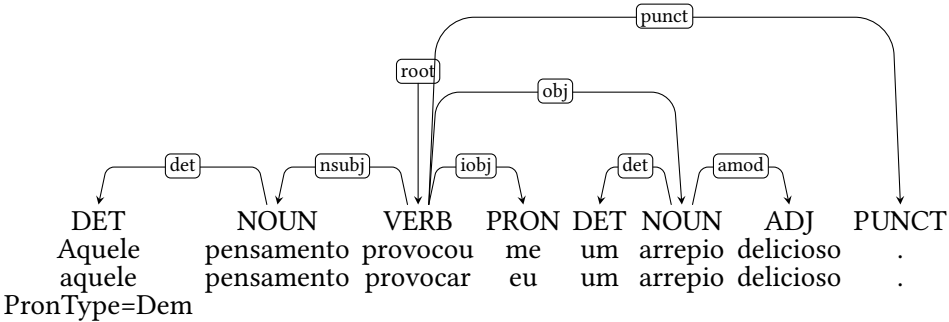 punct
root
obj
det nsubj iobj det amod
DET NOUN VERB PRON DET NOUN ADJ PUNCT
Aquele pensamento provocou me um arrepio delicioso .
aquele pensamento provocar eu um arrepio delicioso .
PronType=Dem